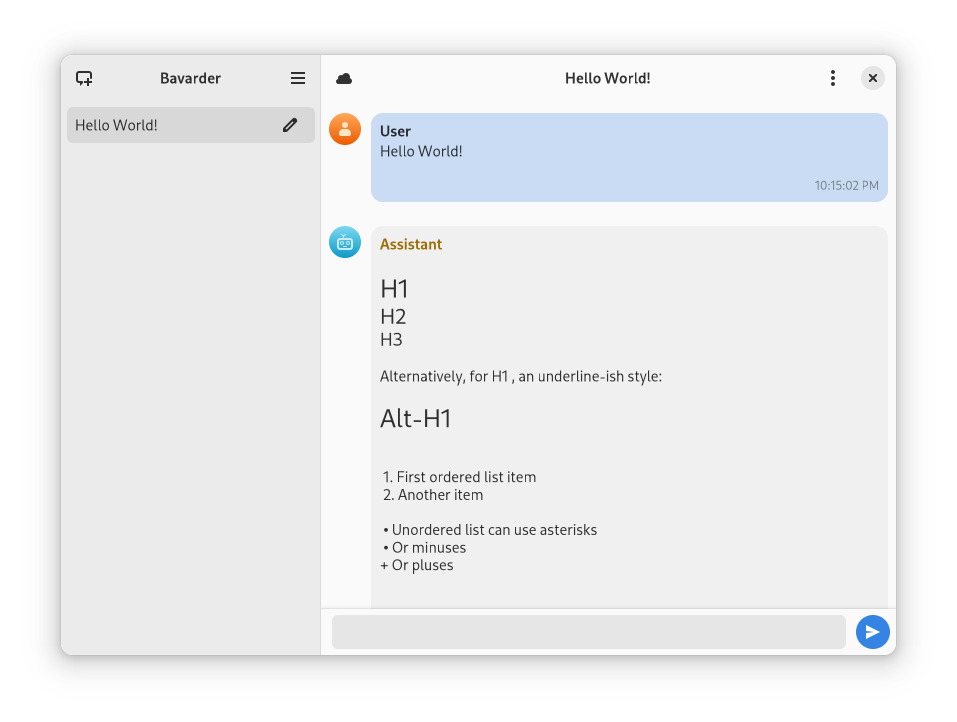 Bavarder
Hello World!
Hello World!
User
Hello World!
10:15:02 PM
Assistant
H1
H2
H3
Alternatively, for H1 , an underline-ish style:
Alt-H1
1. First ordered list item
2. Another item
• Unordered list can use asterisks
• Or minuses
+ Or pluses